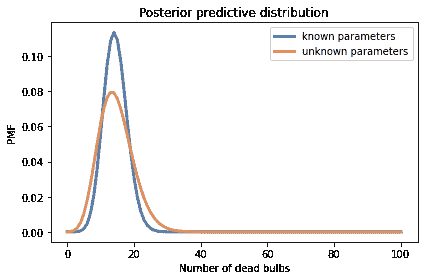 Posterior predictive distribution
known parameters
unknown parameters
PMF
0.10
0.08
0.06
0.04
0.02
0.00
0
20
40
60
80
100
Number of dead bulbs